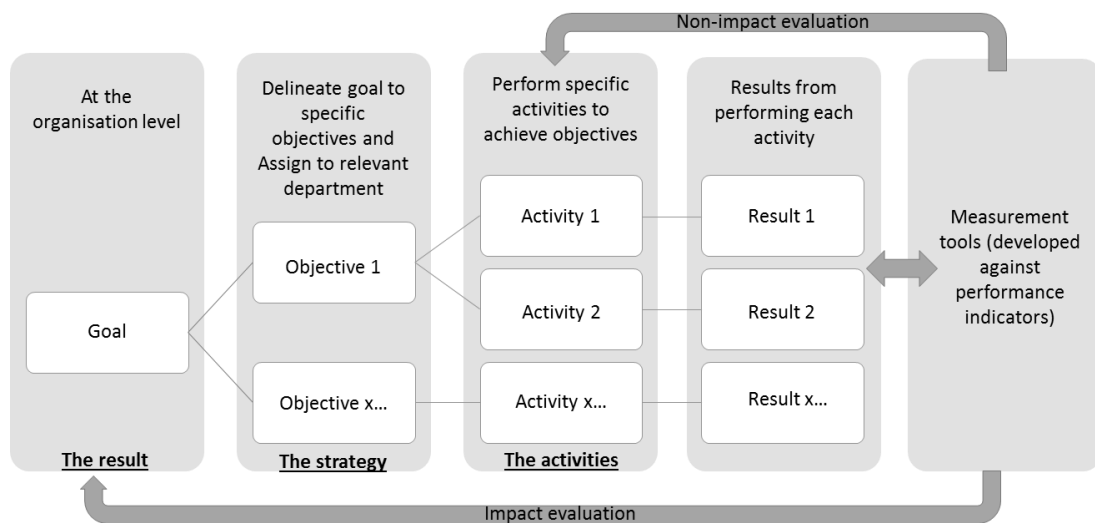 Non-impact evaluation
At the
organisation level
Goal
The result
Delineate goal to
specific
objectives and
Assign to relevant
department
Objective 1
Objective x...
The strategy
Perform specific
activities to
achieve objectives
Activity 1
Activity 2
Activity x...
The activities
Results from
performing each
activity
Result 1
Result 2
Result x...
Measurement
tools (developed
against
performance
indicators)
Impact evaluation